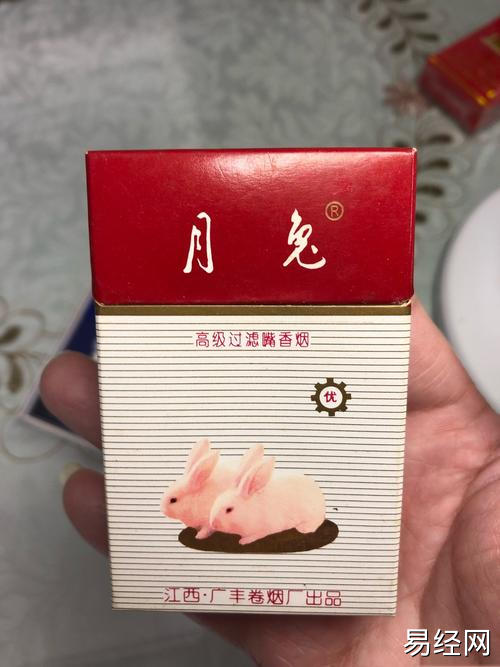 月兔®
高级过滤嘴香烟
优
江西·广丰卷烟厂出品
易经网